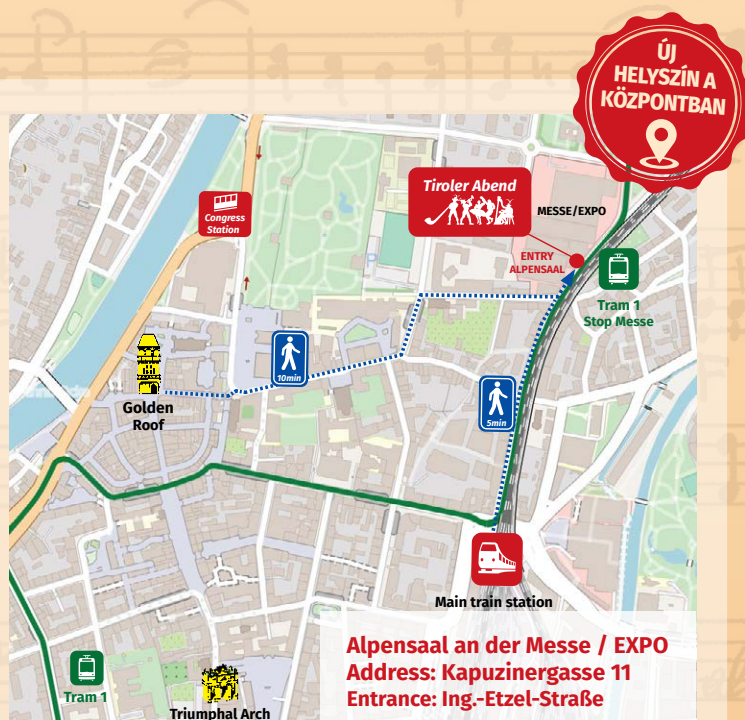 ÚJ
HELYSZÍN A
KÖZPONTBAN
Tiroler Abend
Congress
Station
MESSE/EXPO
ENTRY
ALPENSAAL
P
Tram 1
Stop Messe
10min
Golden
Roof
5min
Main train station
Alpensaal an der Messe / EXPO
Address: Kapuzinergasse 11
Entrance: Ing.-Etzel-Straße
Tram 1
Triumphal Arch